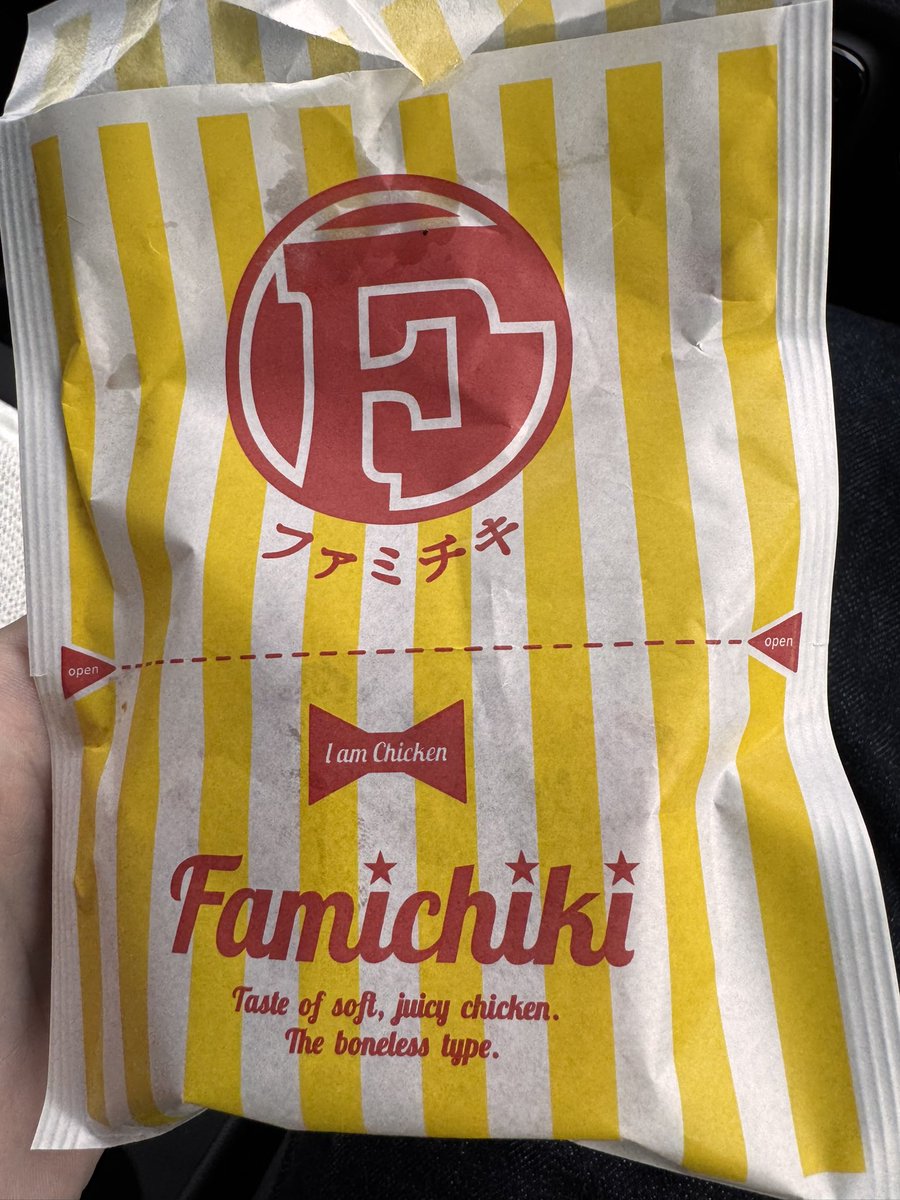 F
ファミチキ
open open
I am Chicken
Famichiki
Taste of soft, juicy chicken.
The boneless type.